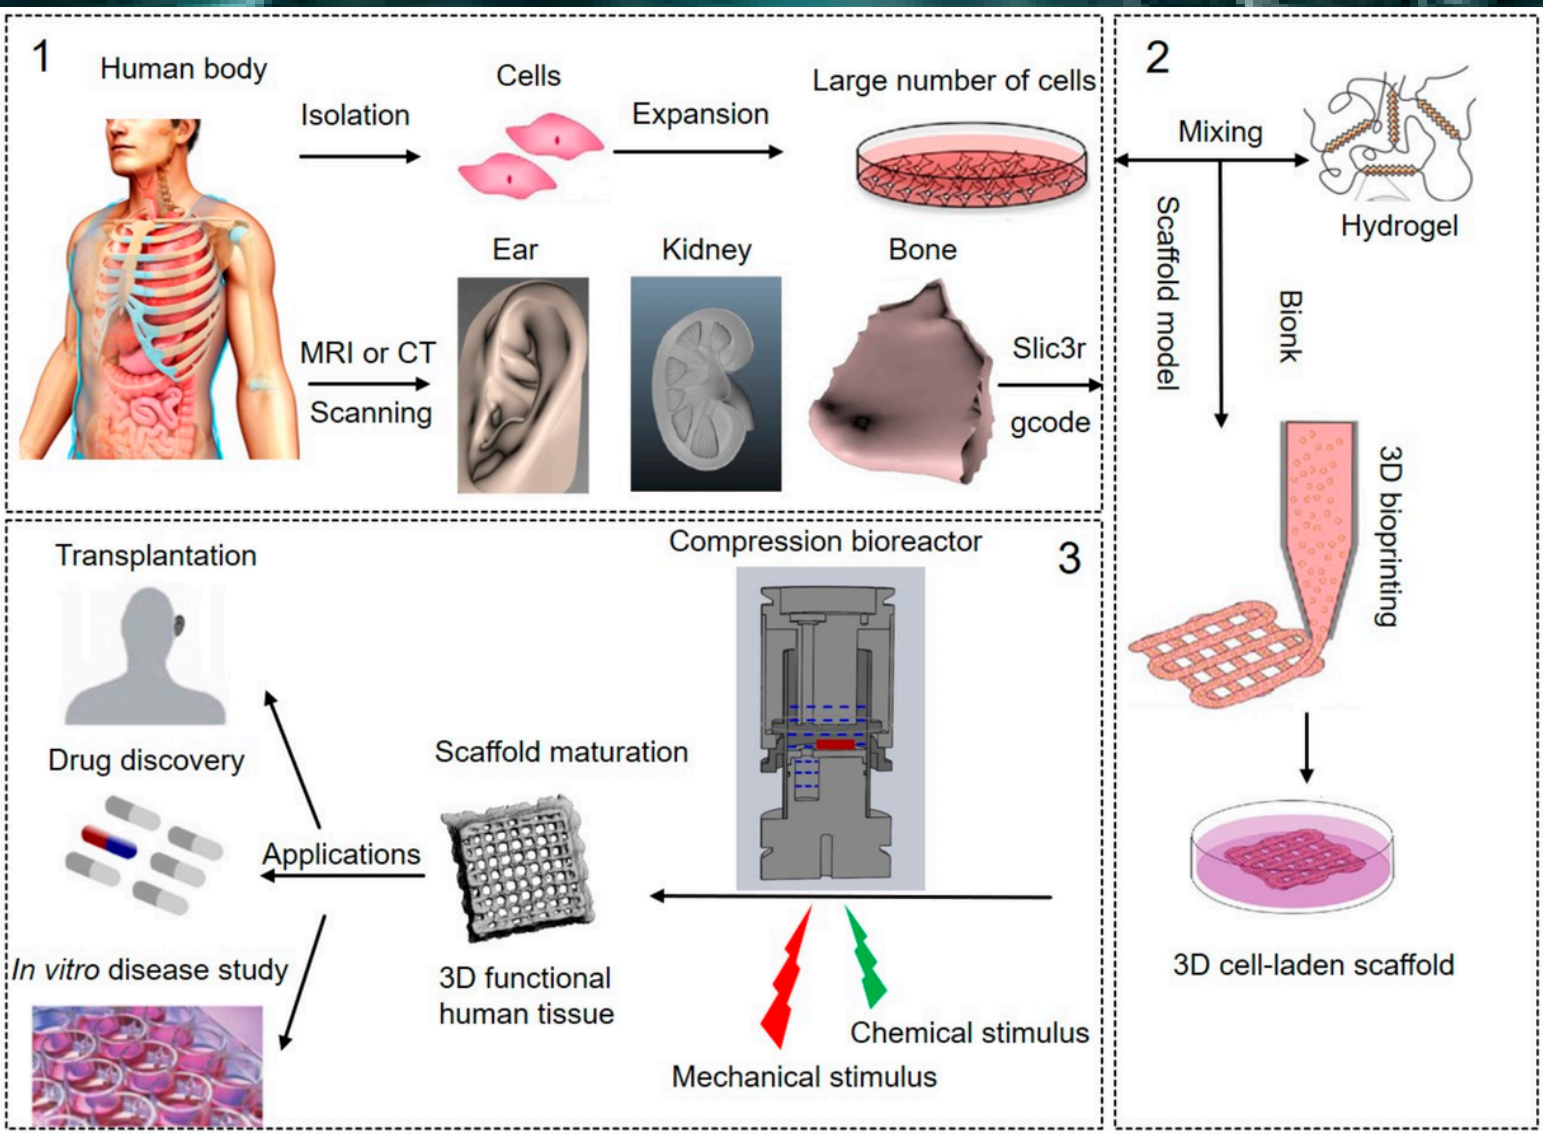 1
Human body
Isolation
Cells
Expansion
Large number of cells
MRI or CT
Scanning
Ear
Kidney
Bone
Slic3r
gcode
2
Mixing
Hydrogel
Scaffold model
Bionk
3D bioprinting
3D cell-laden scaffold
3
Compression bioreactor
Chemical stimulus
Mechanical stimulus
Scaffold maturation
3D functional
human tissue
Applications
Transplantation
Drug discovery
In vitro disease study